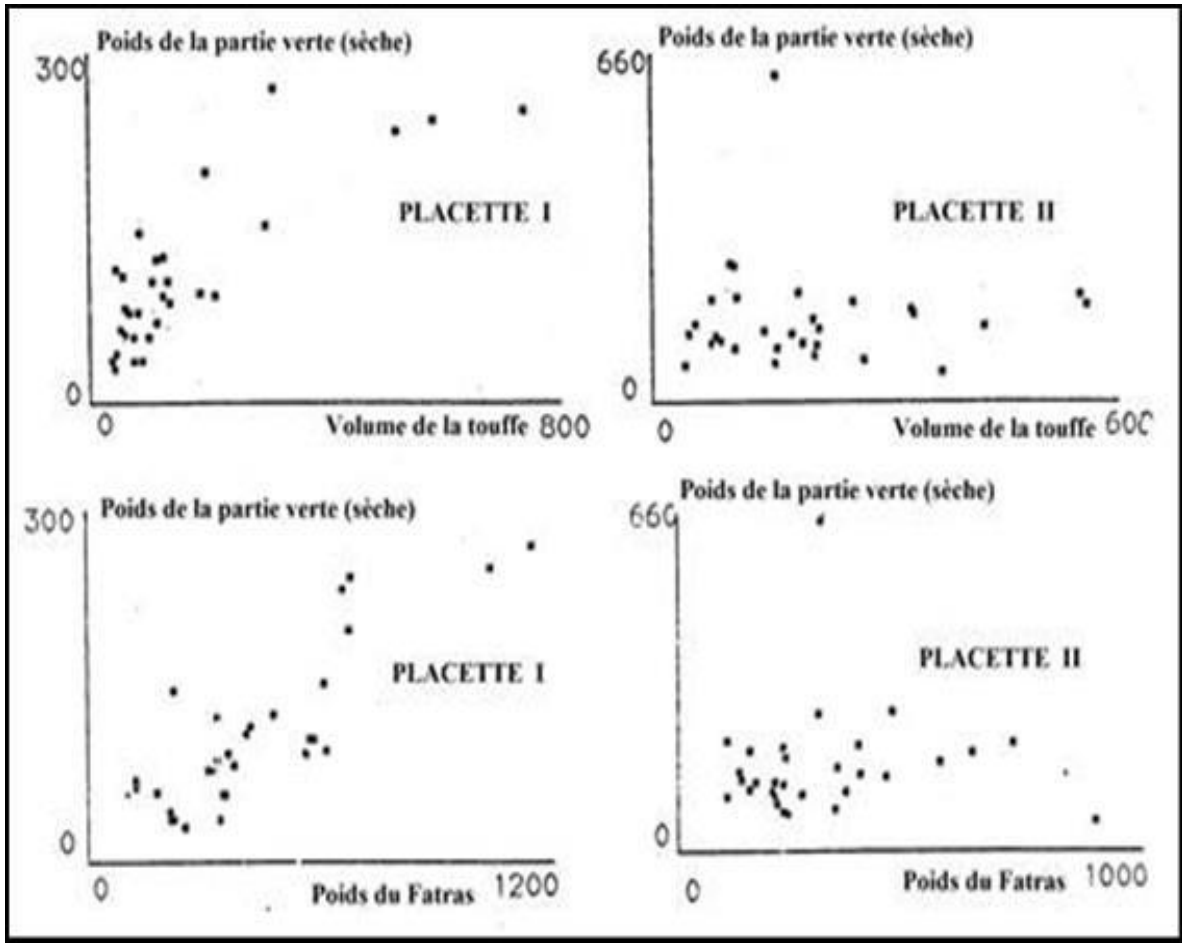 Poids de la partie verte (sèche)
300
PLACETTE I
0
0
Volume de la touffe 800
Poids de la partie verte (sèche)
660
PLACETTE II
0
0
Volume de la touffe 600
Poids de la partie verte (sèche)
300
PLACETTE I
0
0
Poids du Fatras 1200
Poids de la partie verte (sèche)
660
PLACETTE II
0
0
Poids du Fatras 1000